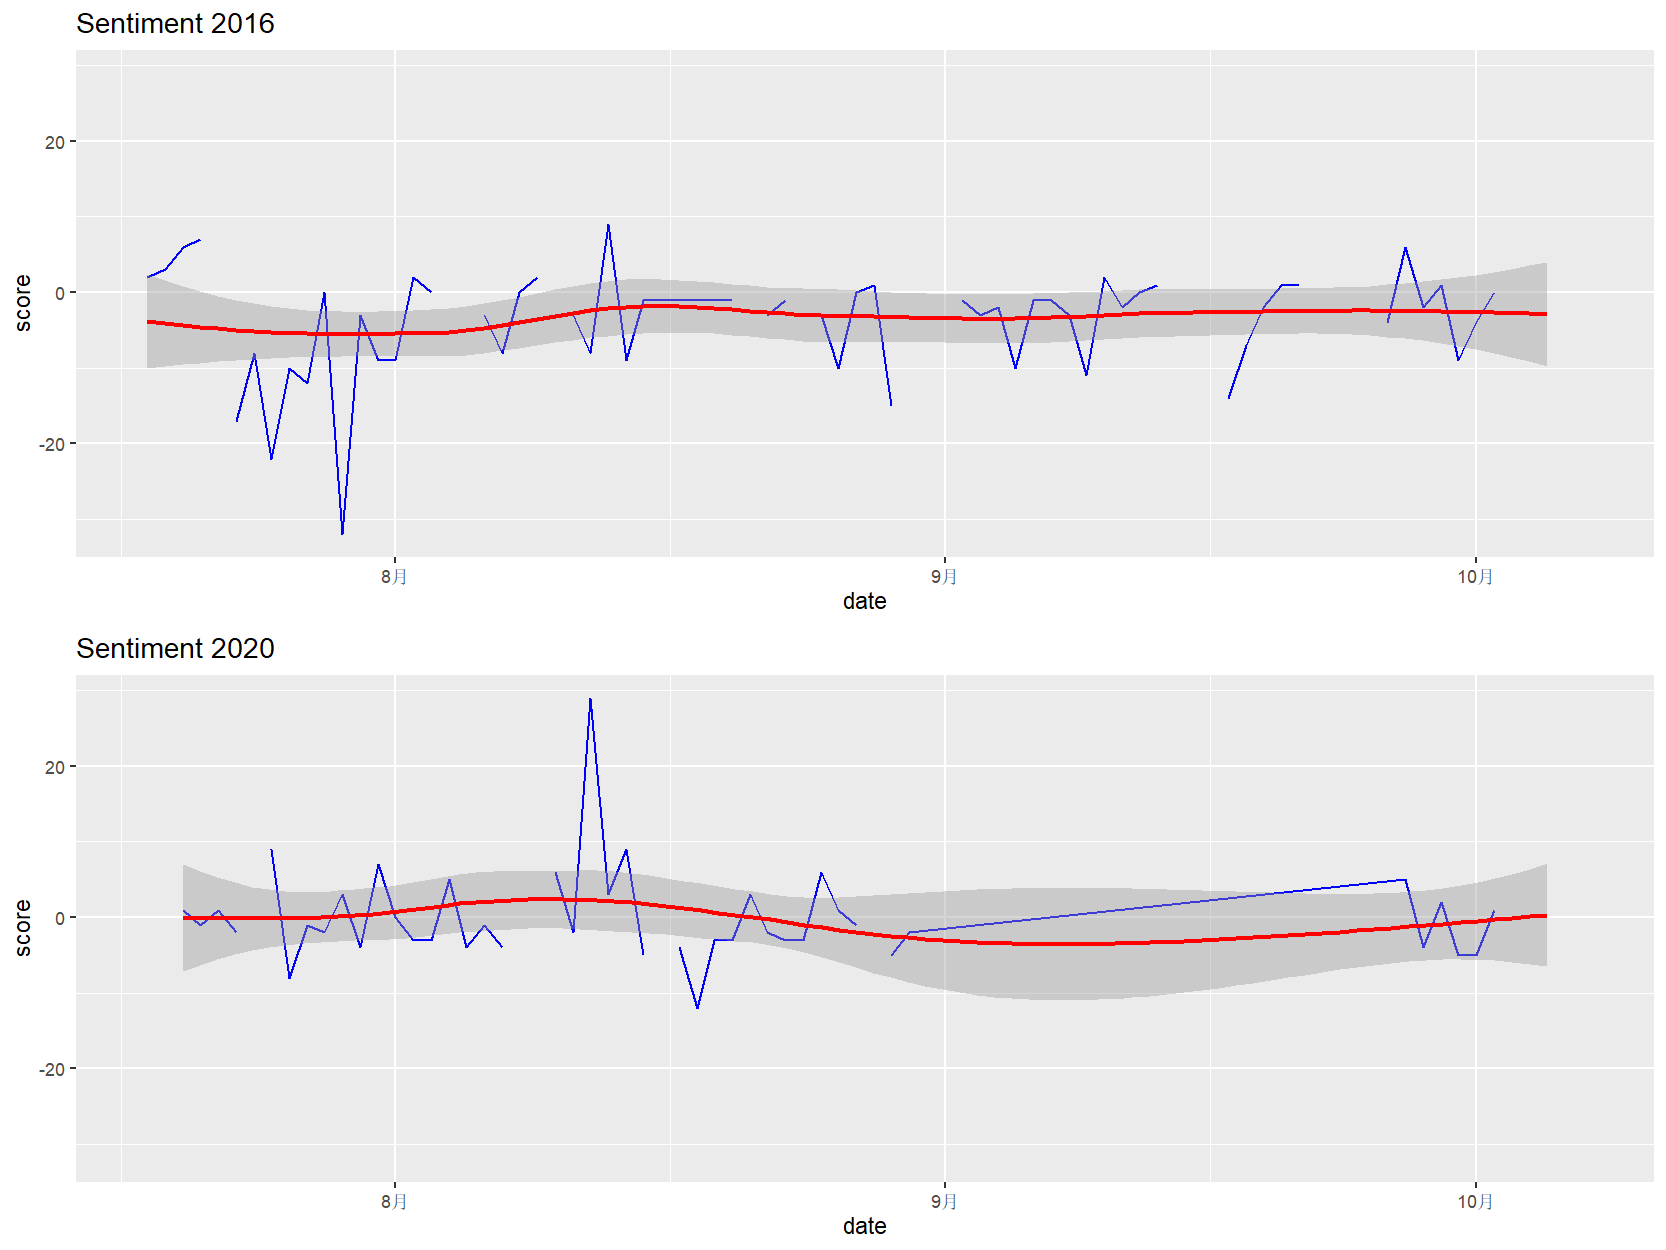 Sentiment 2016
score
20
0
-20
8月
9月
10月
date
Sentiment 2020
score
20
0
-20
8月
9月
10月
date